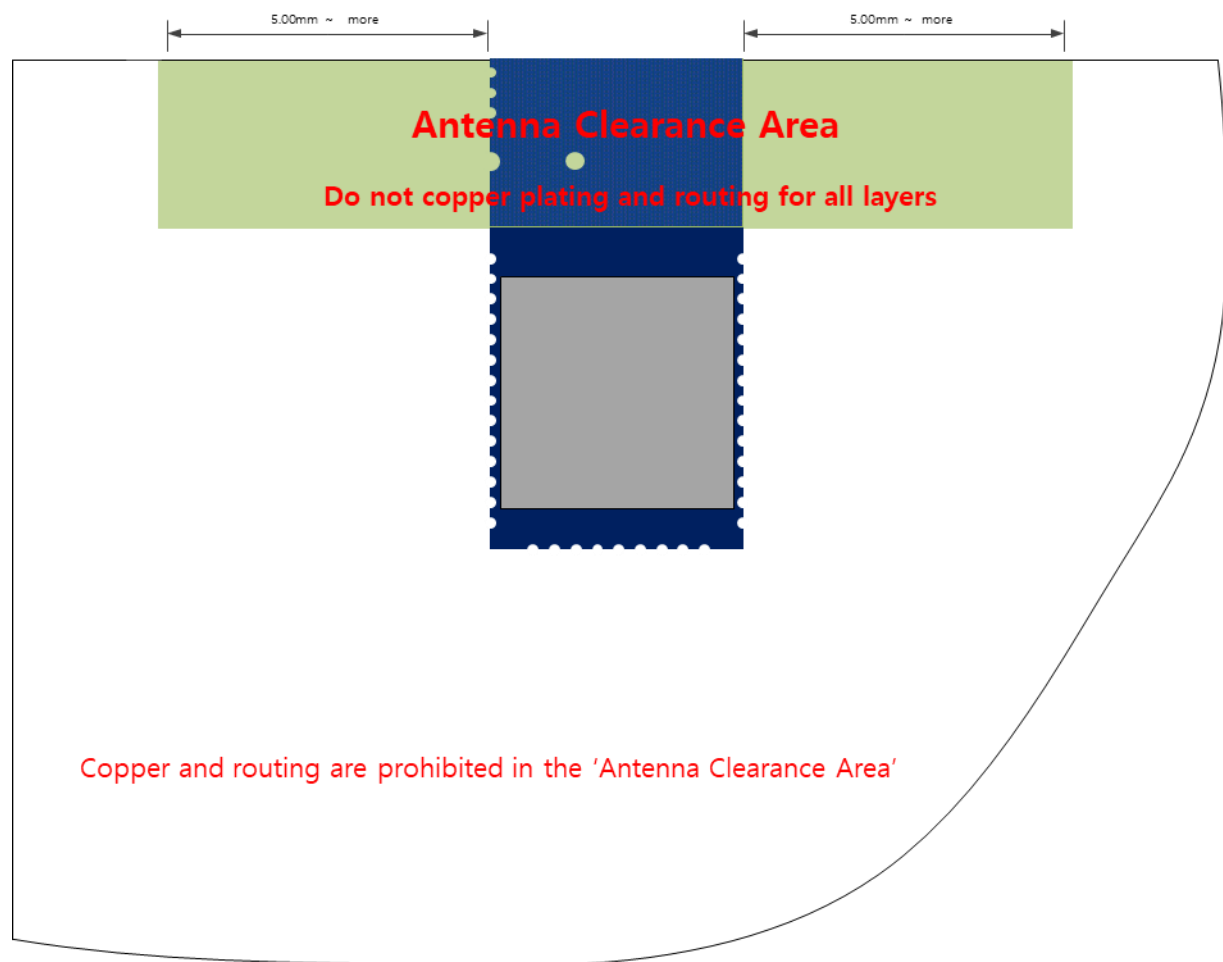 5.00mm ~ more
5.00mm ~ more
Antenna Clearance Area
Do not copper plating and routing for all layers
Copper and routing are prohibited in the ‘Antenna Clearance Area’